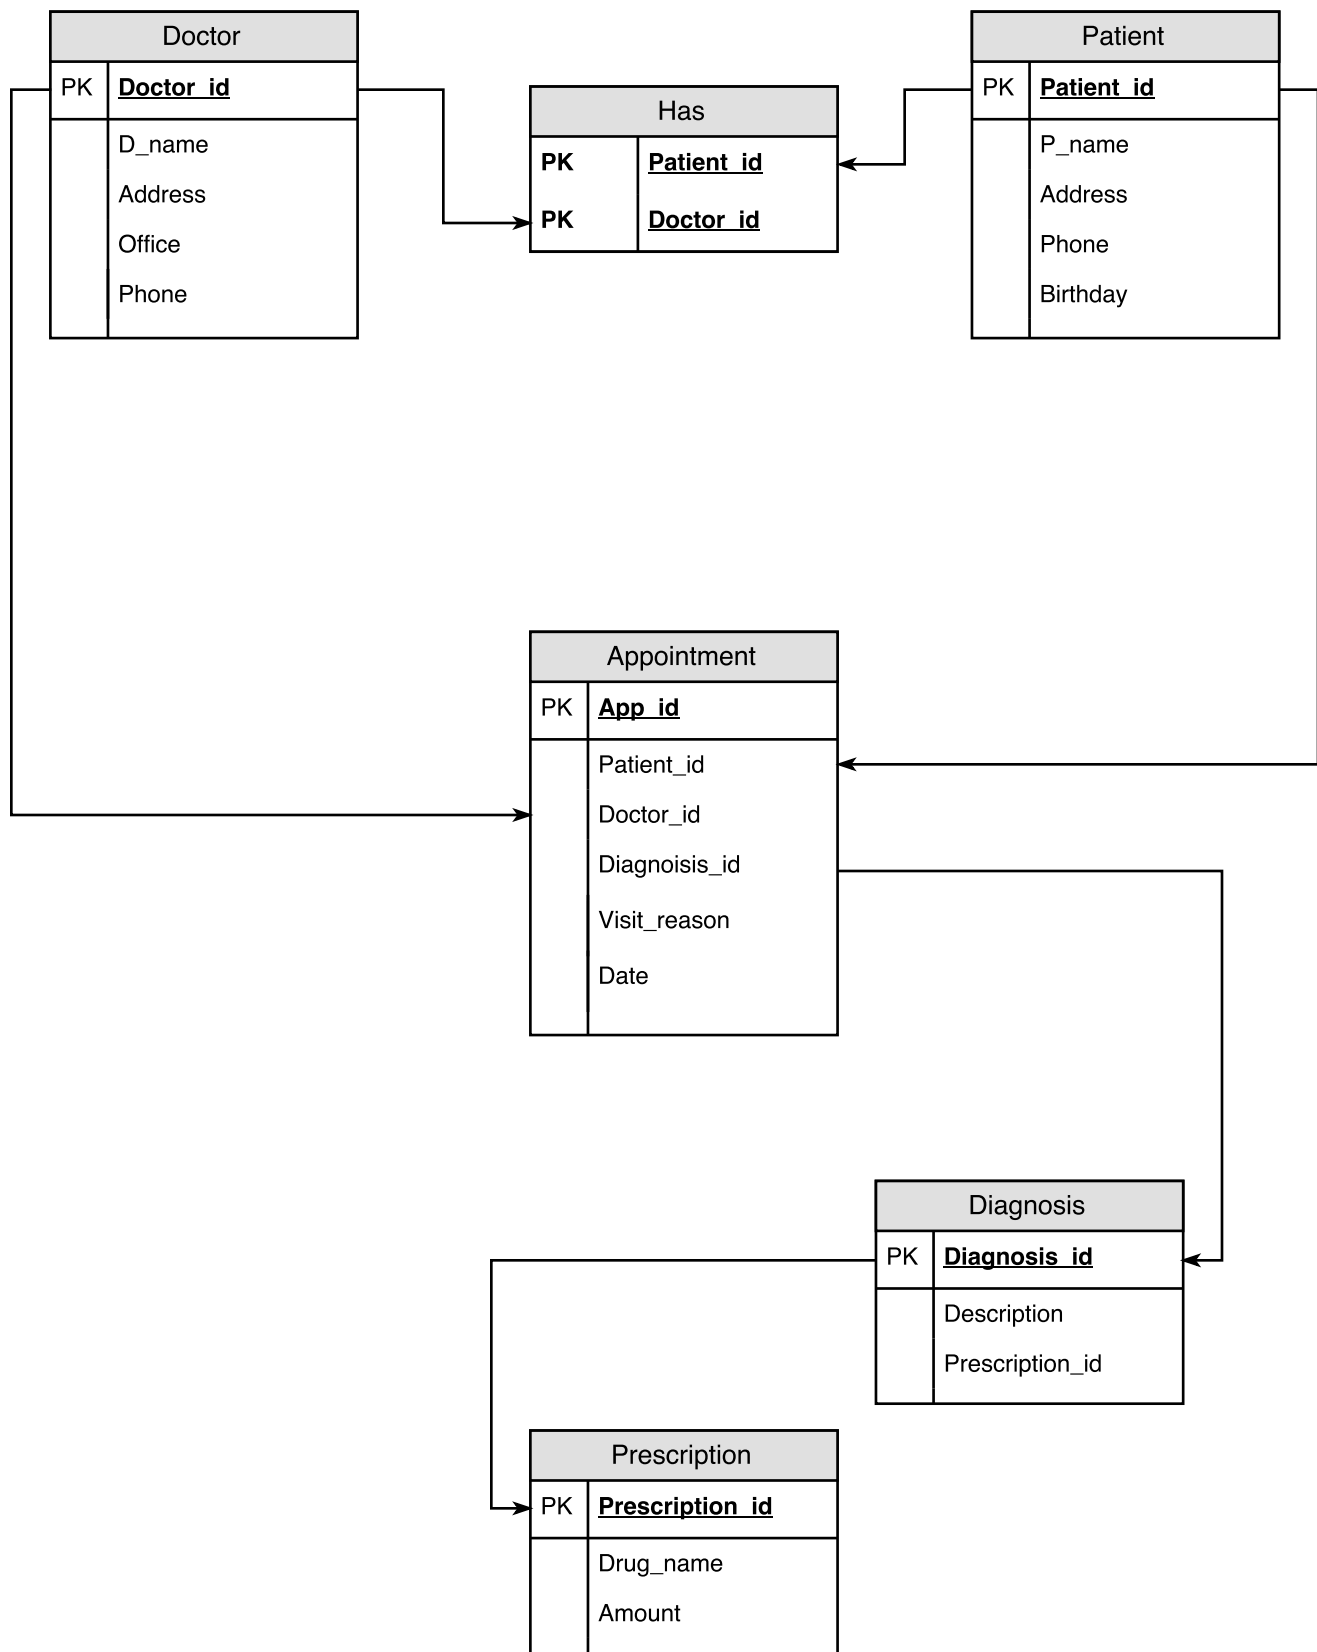 Doctor
PK Doctor_id
D_name
Address
Office
Phone
Has
PK Patient_id
PK Doctor_id
Patient
PK Patient_id
P_name
Address
Phone
Birthday
Appointment
PK App_id
Patient_id
Doctor_id
Diagnoisis_id
Visit_reason
Date
Diagnosis
PK Diagnosis_id
Description
Prescription_id
Prescription
PK Prescription_id
Drug_name
Amount